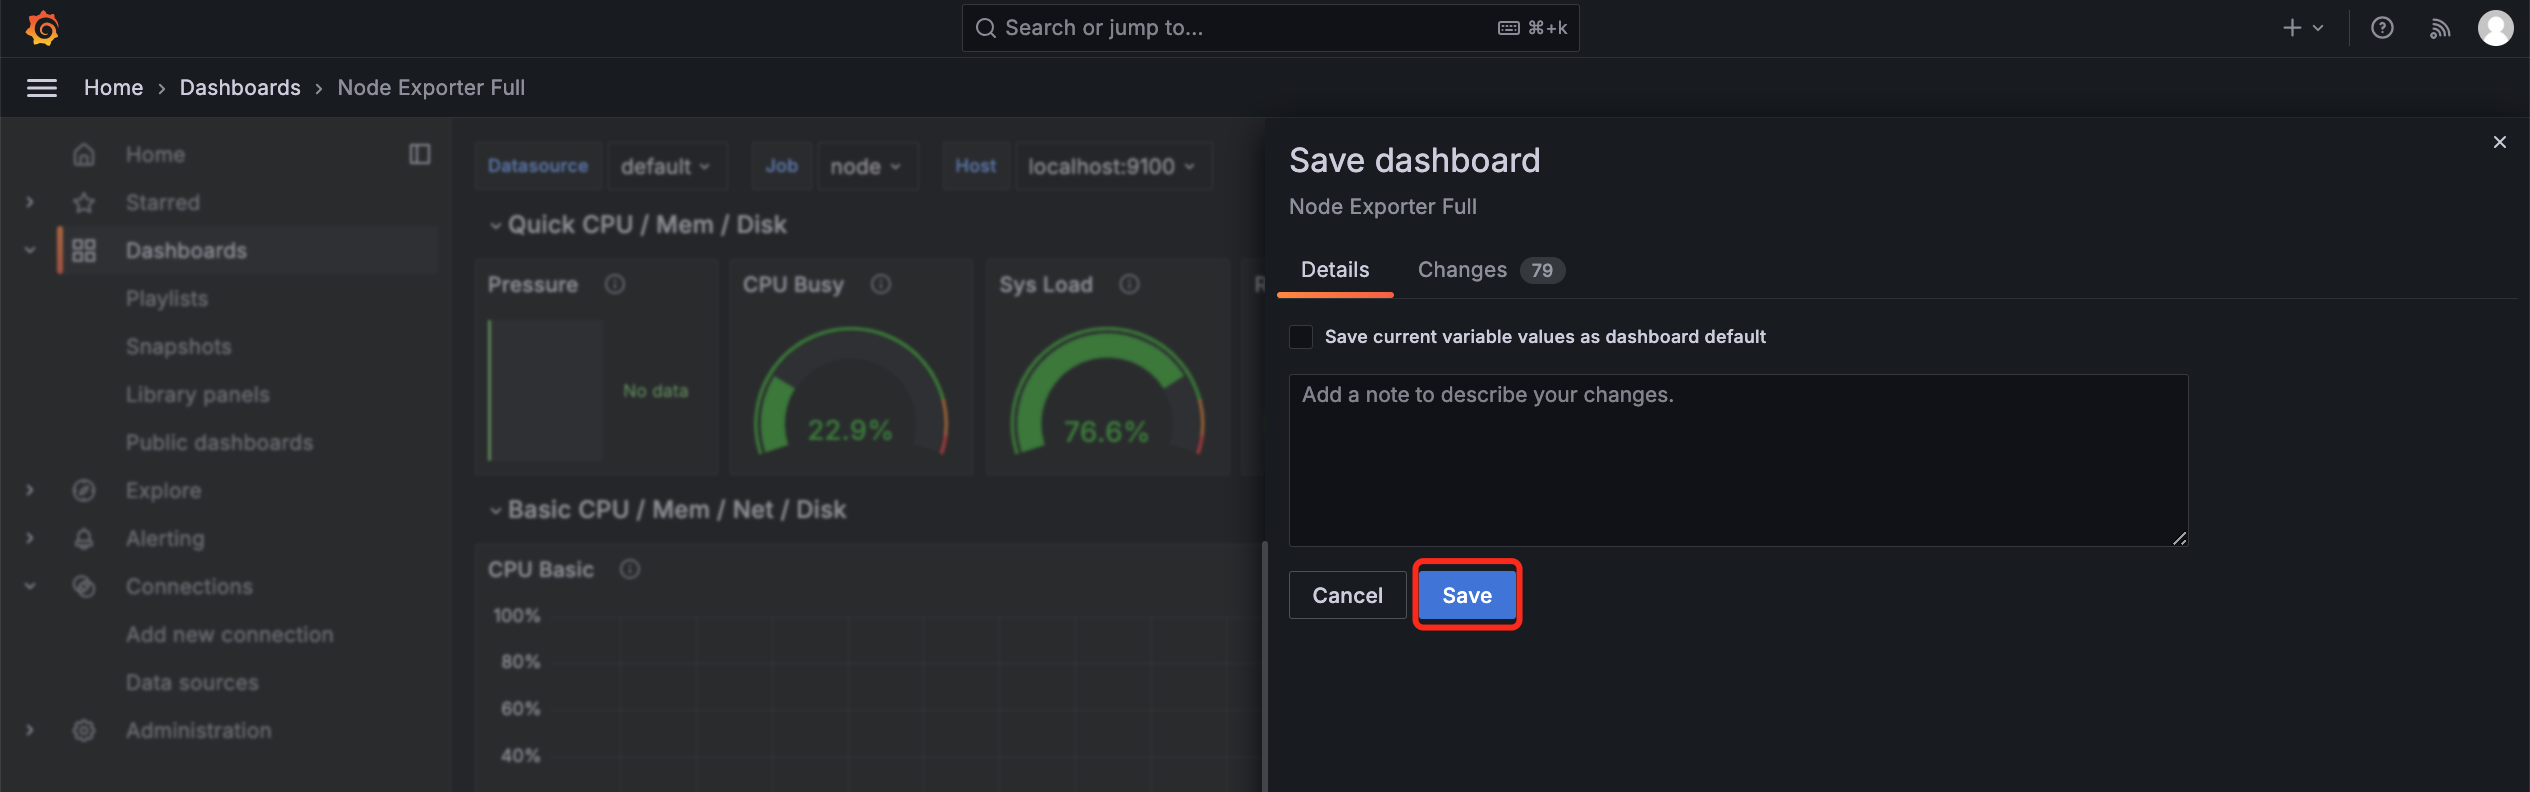 Search or jump to... ⌘+k
Home › Dashboards › Node Exporter Full
Home
Starred
Dashboards
Playlists
Snapshots
Library panels
Public dashboards
Explore
Alerting
Connections
Add new connection
Data sources
Administration
Datasource default Job node Host localhost:9100
Quick CPU / Mem / Disk
Pressure CPU Busy Sys Load R
No data
22.9%
76.6%
Basic CPU / Mem / Net / Disk
CPU Basic
100%
80%
60%
40%
Save dashboard
Node Exporter Full
Details Changes 79
Save current variable values as dashboard default
Add a note to describe your changes.
Cancel Save